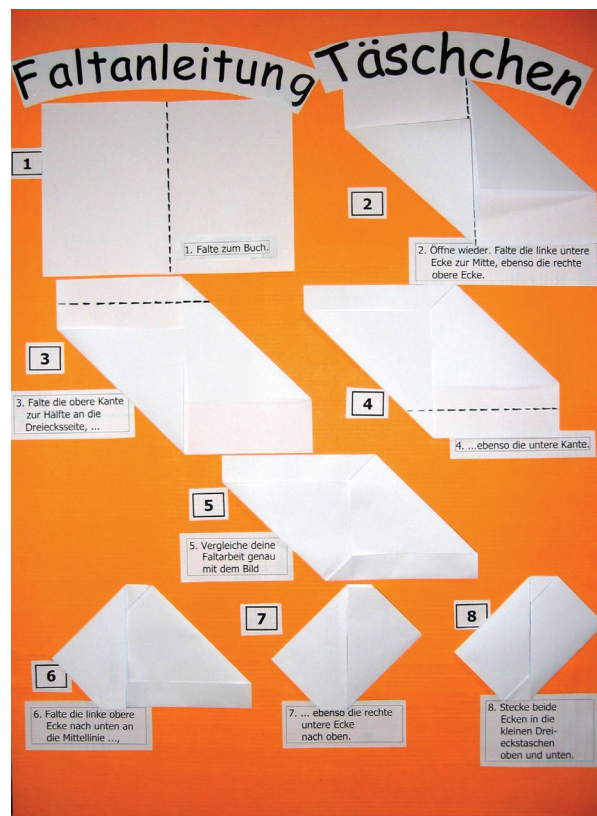 Faltanleitung Täschchen
1
1. Falte zum Buch.
2
2. Öffne wieder. Falte die linke untere
Ecke zur Mitte, ebenso die rechte
obere Ecke.
3
3. Falte die obere Kante
zur Hälfte an die
Dreiecksseite, ...
4
4. ...ebenso die untere Kante.
5
5. Vergleiche deine
Faltarbeit genau
mit dem Bild
6
6. Falte die linke obere
Ecke nach unten an
die Mittellinie ...,
7
7. ... ebenso die rechte
untere Ecke
nach oben.
8
8. Stecke beide
Ecken in die
kleinen Drei-
eckstaschen
oben und unten.